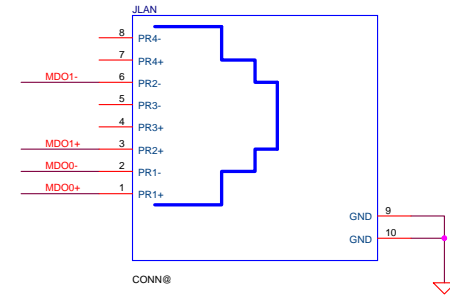 JLAN
8 PR4-
7 PR4+
MDO1- 6 PR2-
5 PR3-
4 PR3+
MDO1+ 3 PR2+
MDO0- 2 PR1-
MDO0+ 1 PR1+
GND 9
GND 10
CONN@